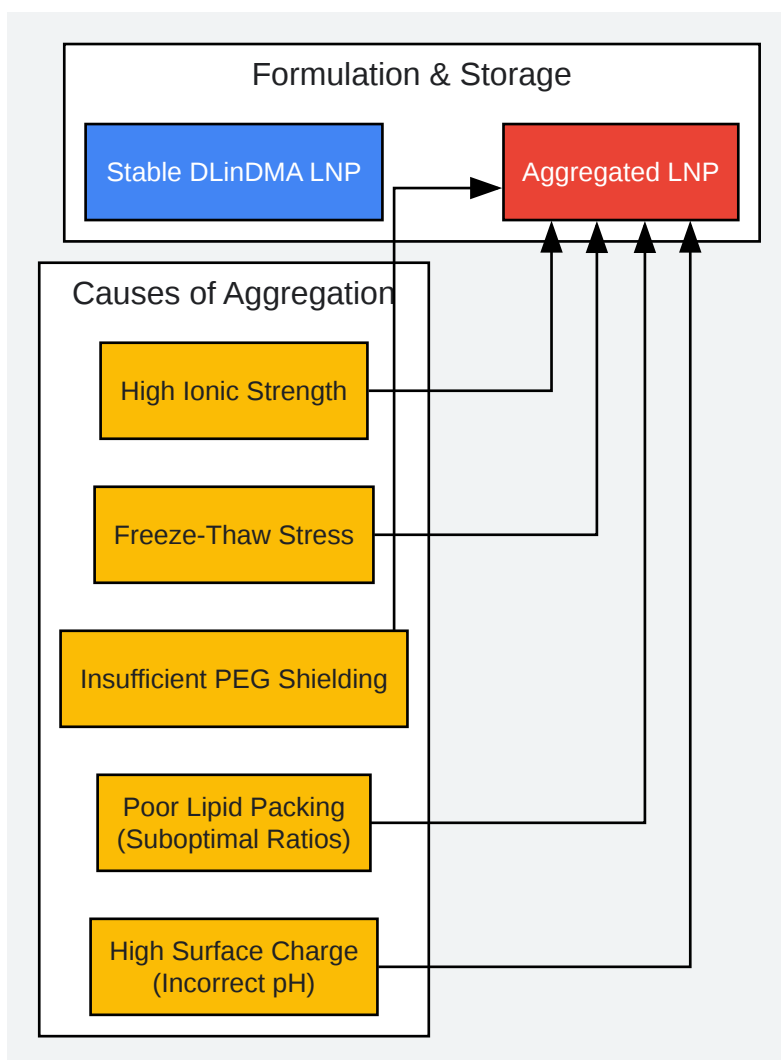 Formulation & Storage
Stable DLinDMA LNP
Aggregated LNP
Causes of Aggregation
High Ionic Strength
Freeze-Thaw Stress
Insufficient PEG Shielding
Poor Lipid Packing
(Suboptimal Ratios)
High Surface Charge
(Incorrect pH)